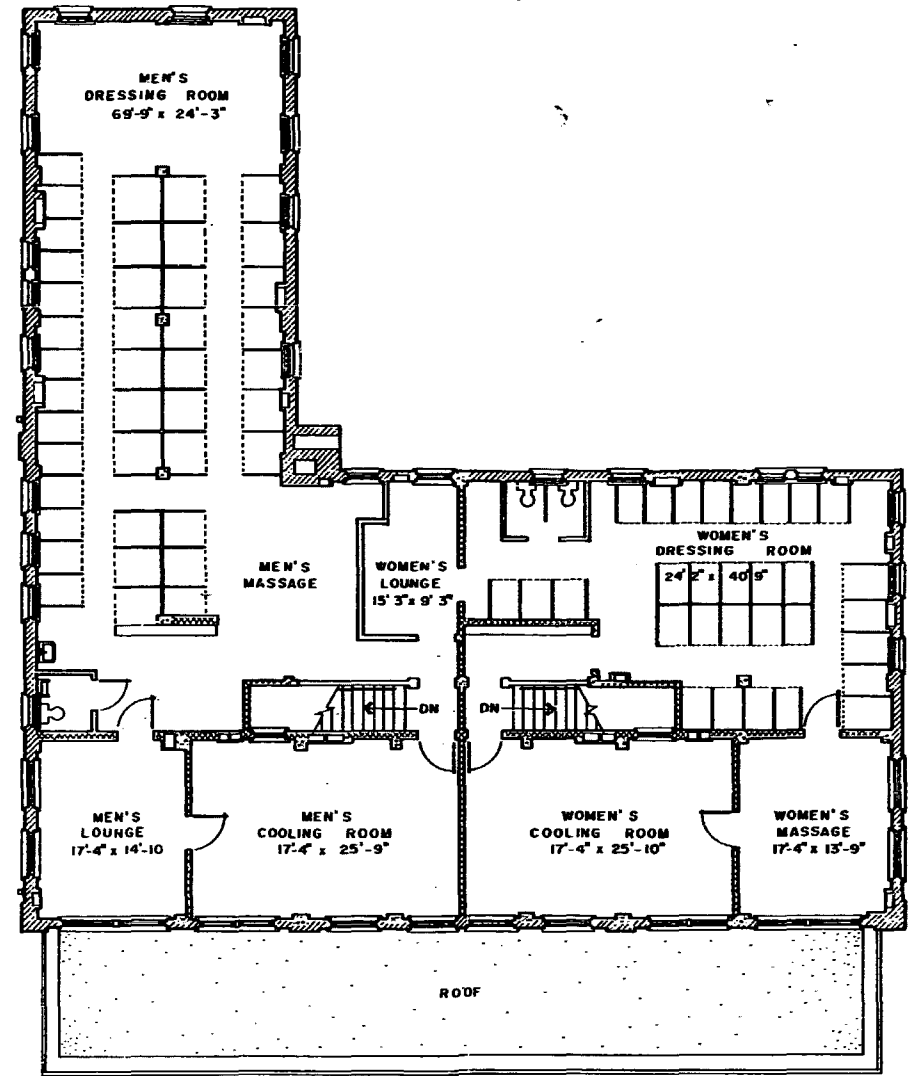 MEN'S
DRESSING ROOM
69'-9" x 24'-3"
MEN'S
MASSAGE
WOMEN'S
LOUNGE
15' 3" x 9' 3"
WOMEN'S
DRESSING ROOM
24' 2" x 40' 9"
DN
DN
MEN'S
LOUNGE
17'-4" x 14'-10
MEN'S
COOLING ROOM
17'-4" x 25'-9"
WOMEN'S
COOLING ROOM
17'-4" x 25'-10"
WOMEN'S
MASSAGE
17'-4" x 13'-9"
ROOF